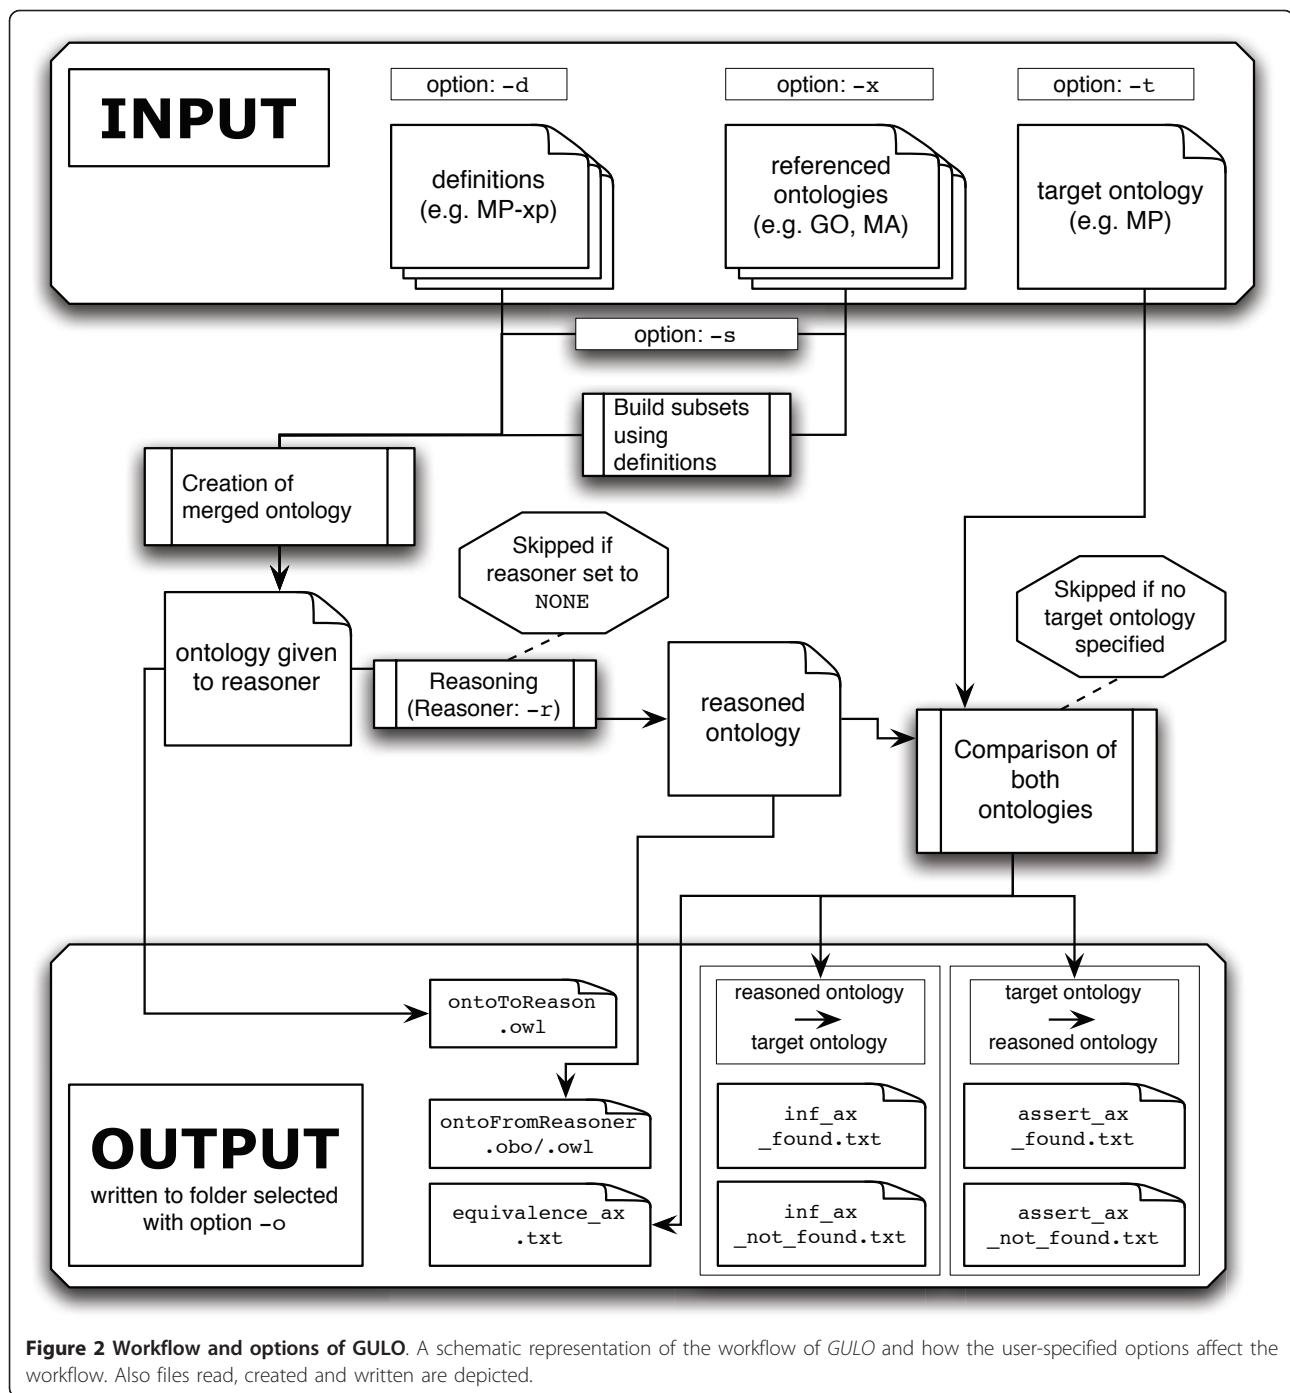 INPUT
option: -d
option: -x
option: -t
definitions
(e.g. MP-xp)
referenced
ontologies
(e.g. GO, MA)
target ontology
(e.g. MP)
option: -s
Build subsets
using
definitions
Creation of
merged ontology
Skipped if
reasoner set to
NONE
Skipped if no
target ontology
specified
ontology given
to reasoner
Reasoning
(Reasoner: -r)
reasoned
ontology
Comparison of
both
ontologies
OUTPUT
written to folder selected
with option -o
ontoToReason
.owl
ontoFromReasoner
.obo/.owl
equivalence_ax
.txt
reasoned ontology
target ontology
inf_ax
_found.txt
inf_ax
_not_found.txt
target ontology
reasoned ontology
assert_ax
_found.txt
assert_ax
_not_found.txt
Figure 2 Workflow and options of GULO. A schematic representation of the workflow of GULO and how the user-specified options affect the
workflow. Also files read, created and written are depicted.